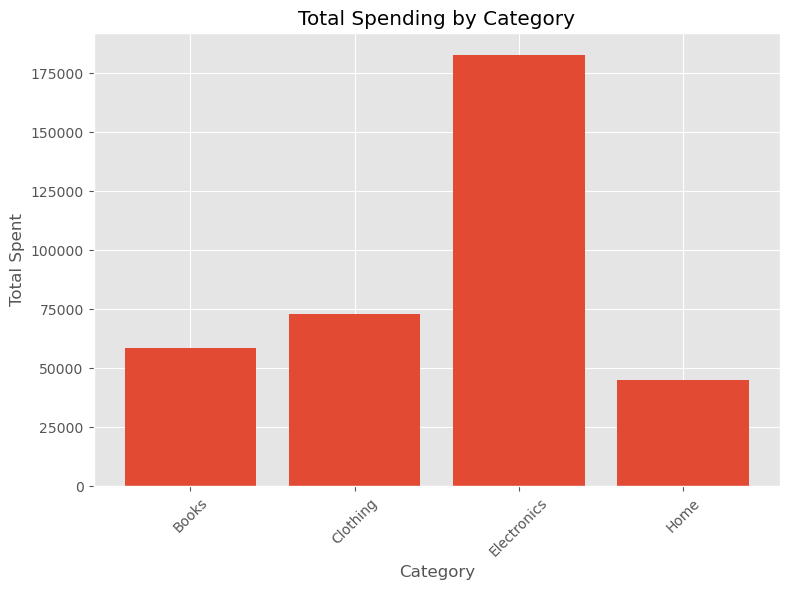 Total Spending by Category
Total Spent
175000
150000
125000
100000
75000
50000
25000
0
Books
Clothing
Electronics
Home
Category